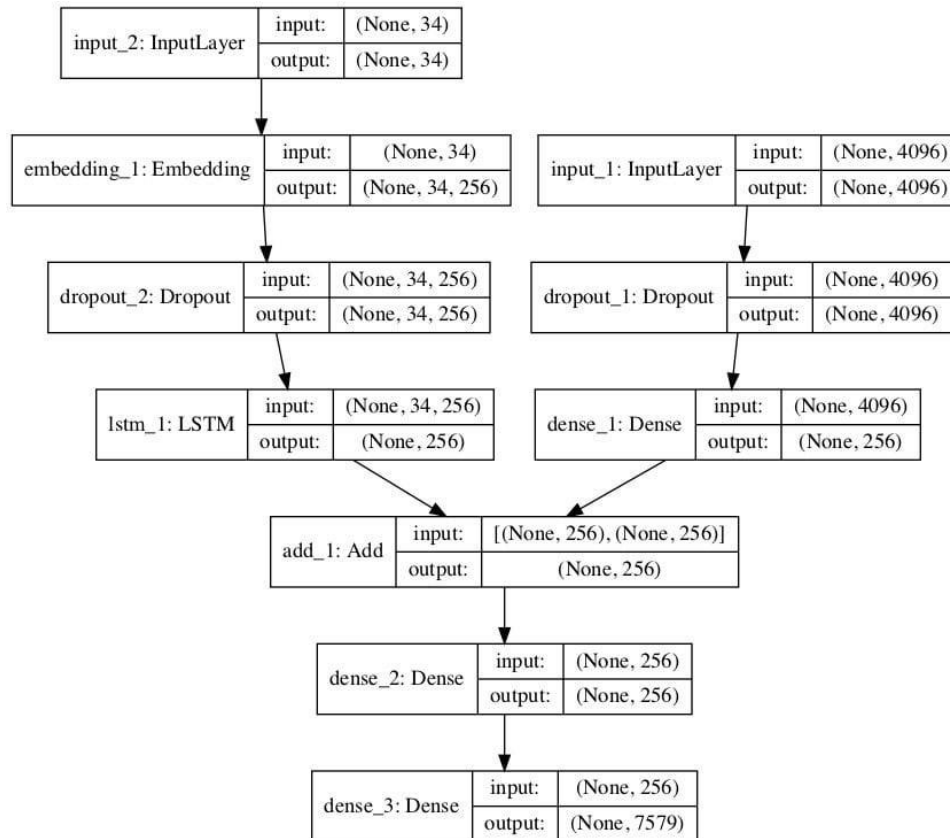 input_2: InputLayer
input: (None, 34)
output: (None, 34)
embedding_1: Embedding
input: (None, 34)
output: (None, 34, 256)
input_1: InputLayer
input: (None, 4096)
output: (None, 4096)
dropout_2: Dropout
input: (None, 34, 256)
output: (None, 34, 256)
dropout_1: Dropout
input: (None, 4096)
output: (None, 4096)
lstm_1: LSTM
input: (None, 34, 256)
output: (None, 256)
dense_1: Dense
input: (None, 4096)
output: (None, 256)
add_1: Add
input: [(None, 256), (None, 256)]
output: (None, 256)
dense_2: Dense
input: (None, 256)
output: (None, 256)
dense_3: Dense
input: (None, 256)
output: (None, 7579)